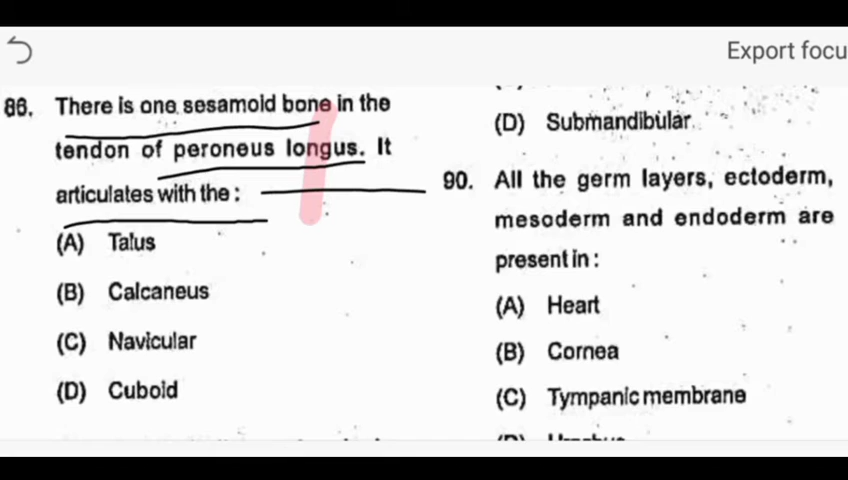 Export focu
86. There is one sesamoid bone in the
tendon of peroneus longus. It
articulates with the :
(A) Talus
(B) Calcaneus
(C) Navicular
(D) Cuboid
(D) Submandibular
90. All the germ layers, ectoderm,
mesoderm and endoderm are
present in :
(A) Heart
(B) Cornea
(C) Tympanic membrane